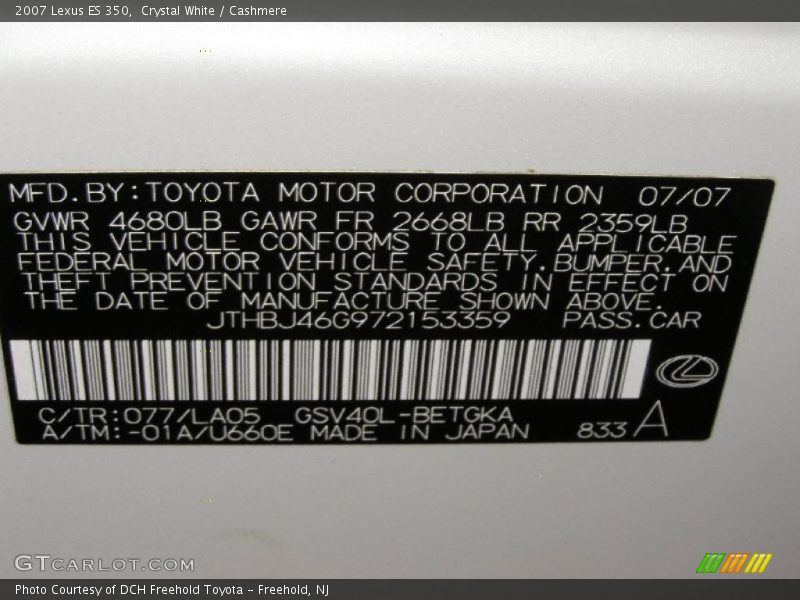 2007 Lexus ES 350, Crystal White / Cashmere
MFD.BY:TOYOTA MOTOR CORPORATION 07/07
GVWR 4680LB GAWR FR 2668LB RR 2359LB
THIS VEHICLE CONFORMS TO ALL APPLICABLE
FEDERAL MOTOR VEHICLE SAFETY,BUMPER,AND
THEFT PREVENTION STANDARDS IN EFFECT ON
THE DATE OF MANUFACTURE SHOWN ABOVE.
JTHBJ46G972153359 PASS.CAR
C/TR:077/LA05 GSV40L-BETGKA
A/TM:-01A/U660E MADE IN JAPAN 833 A
GTCARLOT.COM
Photo Courtesy of DCH Freehold Toyota - Freehold, NJ